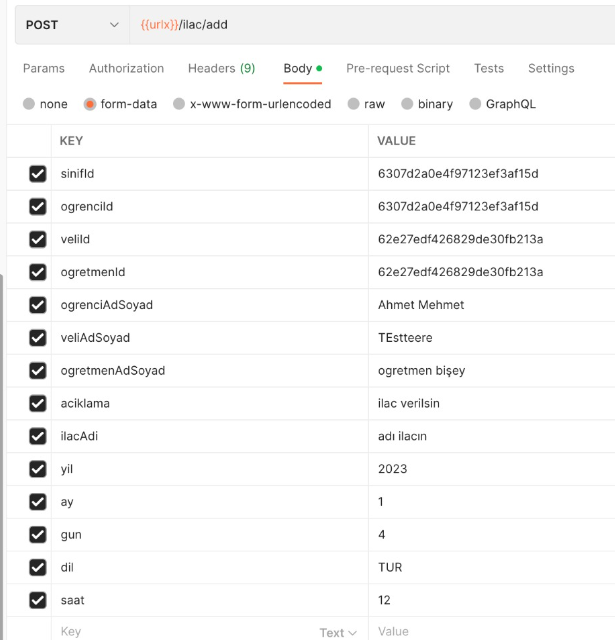 POST {{urlx}}/ilac/add
Params Authorization Headers (9) Body Pre-request Script Tests Settings
none form-data x-www-form-urlencoded raw binary GraphQL
KEY VALUE
sinifId 6307d2a0e4f97123ef3af15d
ogrenciId 6307d2a0e4f97123ef3af15d
veliId 62e27edf426829de30fb213a
ogretmenId 62e27edf426829de30fb213a
ogrenciAdSoyad Ahmet Mehmet
veliAdSoyad TEstteere
ogretmenAdSoyad ogretmen bişey
aciklama ilac verilsin
ilacAdi adı ilacın
yil 2023
ay 1
gun 4
dil TUR
saat 12
Key Text Value